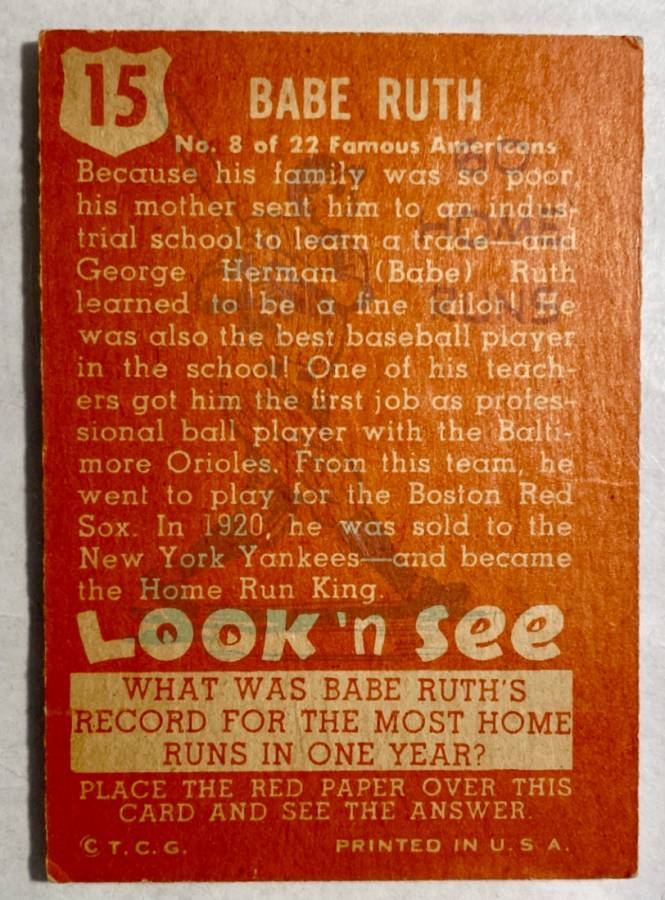 15
BABE RUTH
No. 8 of 22 Famous Americans
Because his family was so poor,
his mother sent him to an indus-
trial school to learn a trade—and
George Herman (Babe) Ruth
learned to be a fine tailor! He
was also the best baseball player
in the school! One of his teach-
ers got him the first job as profes-
sional ball player with the Balti-
more Orioles. From this team, he
went to play for the Boston Red
Sox. In 1920, he was sold to the
New York Yankees—and became
the Home Run King.
60
HOME
RUNS
LOOK 'n SEE
WHAT WAS BABE RUTH'S
RECORD FOR THE MOST HOME
RUNS IN ONE YEAR?
PLACE THE RED PAPER OVER THIS
CARD AND SEE THE ANSWER.
© T. C. G. PRINTED IN U. S. A.